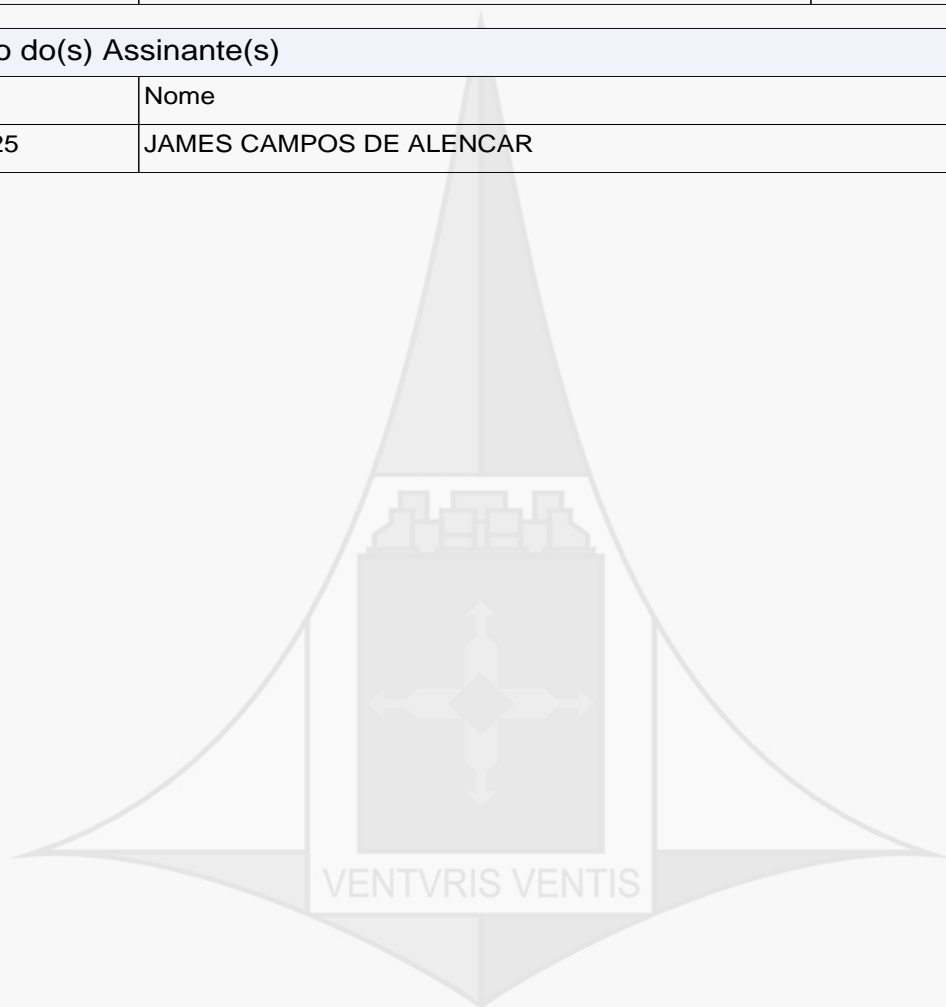 o do(s) Assinante(s)
Nome
25 JAMES CAMPOS DE ALENCAR
VENTVRIS VENTIS